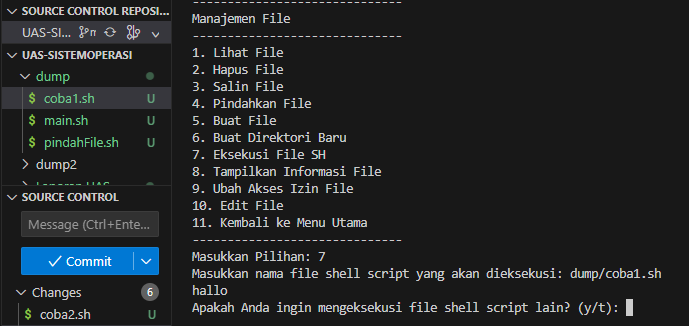 SOURCE CONTROL REPOSI...
UAS-SI...
UAS-SISTEMOPERASI
dump
$ coba1.sh U
$ main.sh U
$ pindahFile.sh U
dump2
SOURCE CONTROL
Message (Ctrl+Ente...
Commit
Changes 6
$ coba2.sh U
------------------------------
Manajemen File
------------------------------
1. Lihat File
2. Hapus File
3. Salin File
4. Pindahkan File
5. Buat File
6. Buat Direktori Baru
7. Eksekusi File SH
8. Tampilkan Informasi File
9. Ubah Akses Izin File
10. Edit File
11. Kembali ke Menu Utama
------------------------------
Masukkan Pilihan: 7
Masukkan nama file shell script yang akan dieksekusi: dump/coba1.sh
hallo
Apakah Anda ingin mengeksekusi file shell script lain? (y/t):